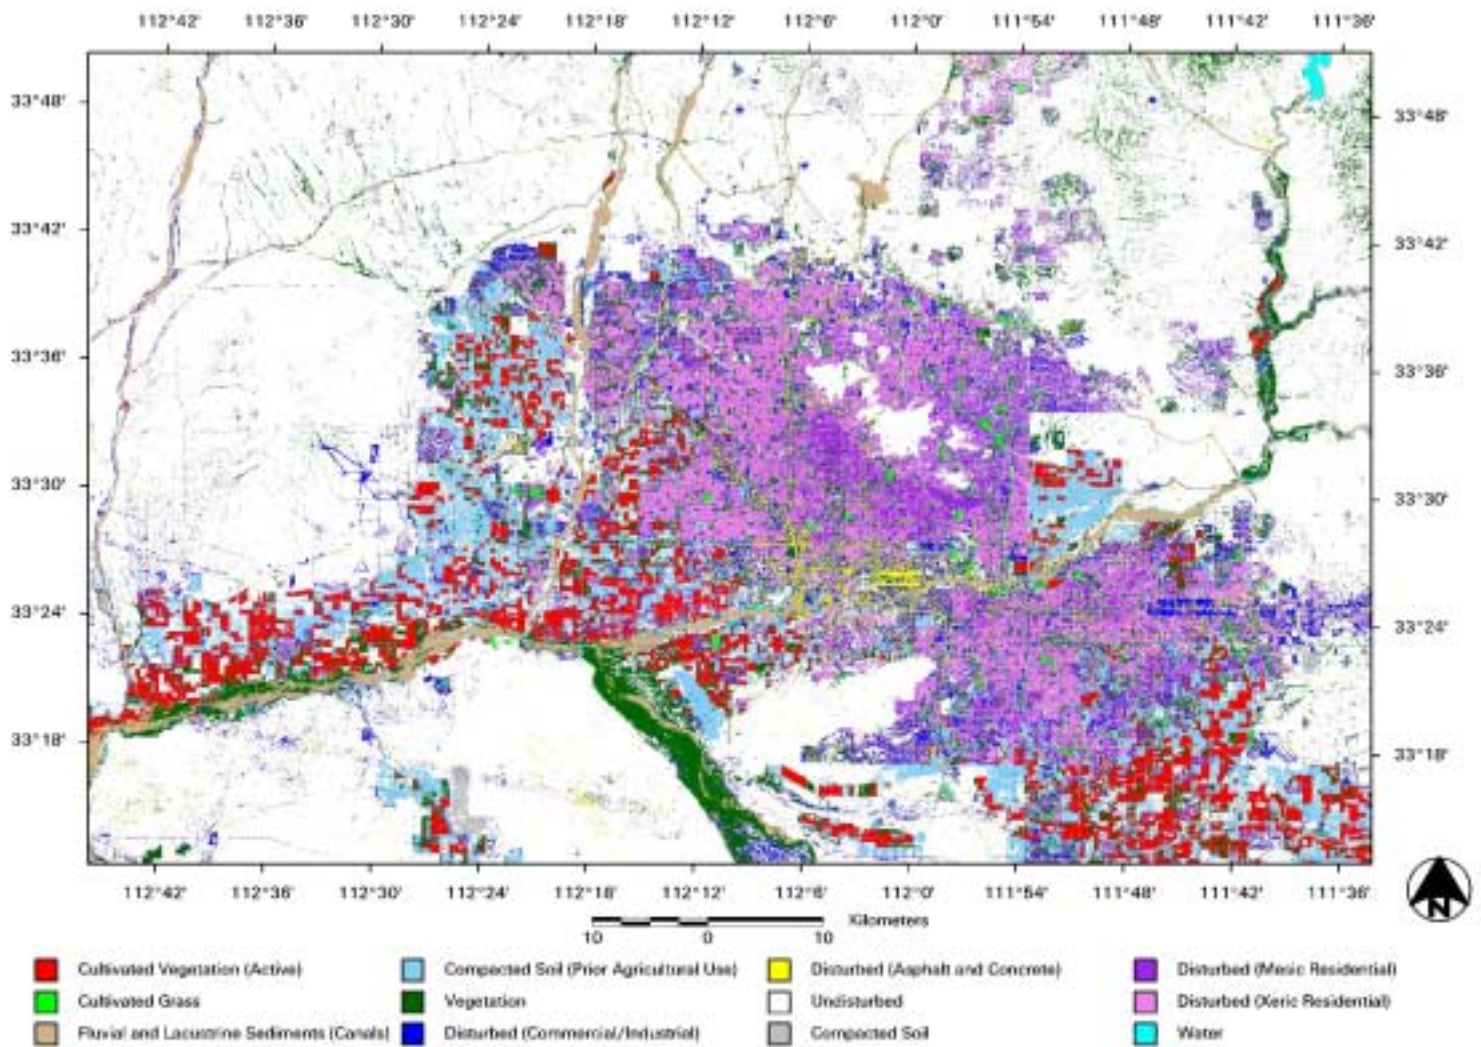 112°42' 112°36' 112°30' 112°24' 112°18' 112°12' 112°6' 112°0' 111°54' 111°48' 111°42' 111°36'
33°48' 33°48'
33°42' 33°42'
33°36' 33°36'
33°30' 33°30'
33°24' 33°24'
33°18' 33°18'
112°42' 112°36' 112°30' 112°24' 112°18' 112°12' 112°6' 112°0' 111°54' 111°48' 111°42' 111°36'
N
Kilometers
10 0 10
Cultivated Vegetation (Active) Compacted Soil (Prior Agricultural Use) Disturbed (Asphalt and Concrete) Disturbed (Mesic Residential)
Cultivated Grass Vegetation Undisturbed Disturbed (Xeric Residential)
Fluvial and Lacustrine Sediments (Canals) Disturbed (Commercial/Industrial) Compacted Soil Water